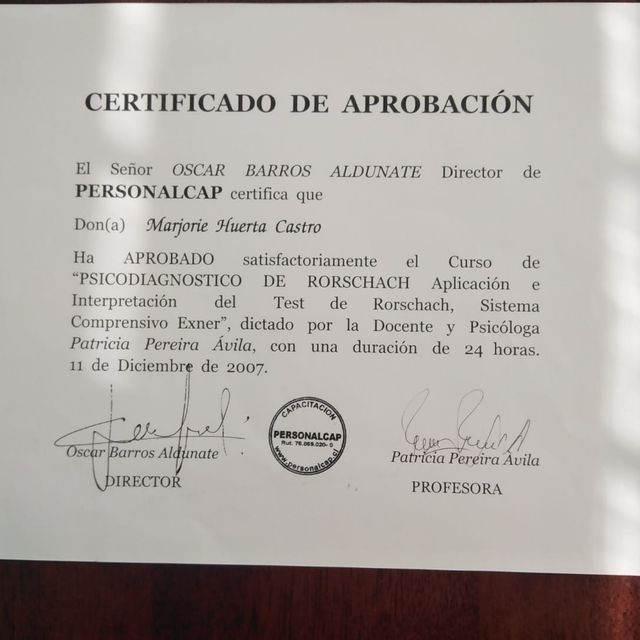 CERTIFICADO DE APROBACIÓN
El Señor OSCAR BARROS ALDUNATE Director de
PERSONALCAP certifica que
Don(a) Marjorie Huerta Castro
Ha APROBADO satisfactoriamente el Curso de
“PSICODIAGNOSTICO DE RORSCHACH Aplicación e
Interpretación del Test de Rorschach, Sistema
Comprensivo Exner”, dictado por la Docente y Psicóloga
Patricia Pereira Ávila, con una duración de 24 horas.
11 de Diciembre de 2007.
CAPACITACION
PERSONALCAP
Rut. 76.069.020-0
www.personalcap.cl
Oscar Barros Aldunate
DIRECTOR
Patricia Pereira Avila
PROFESORA